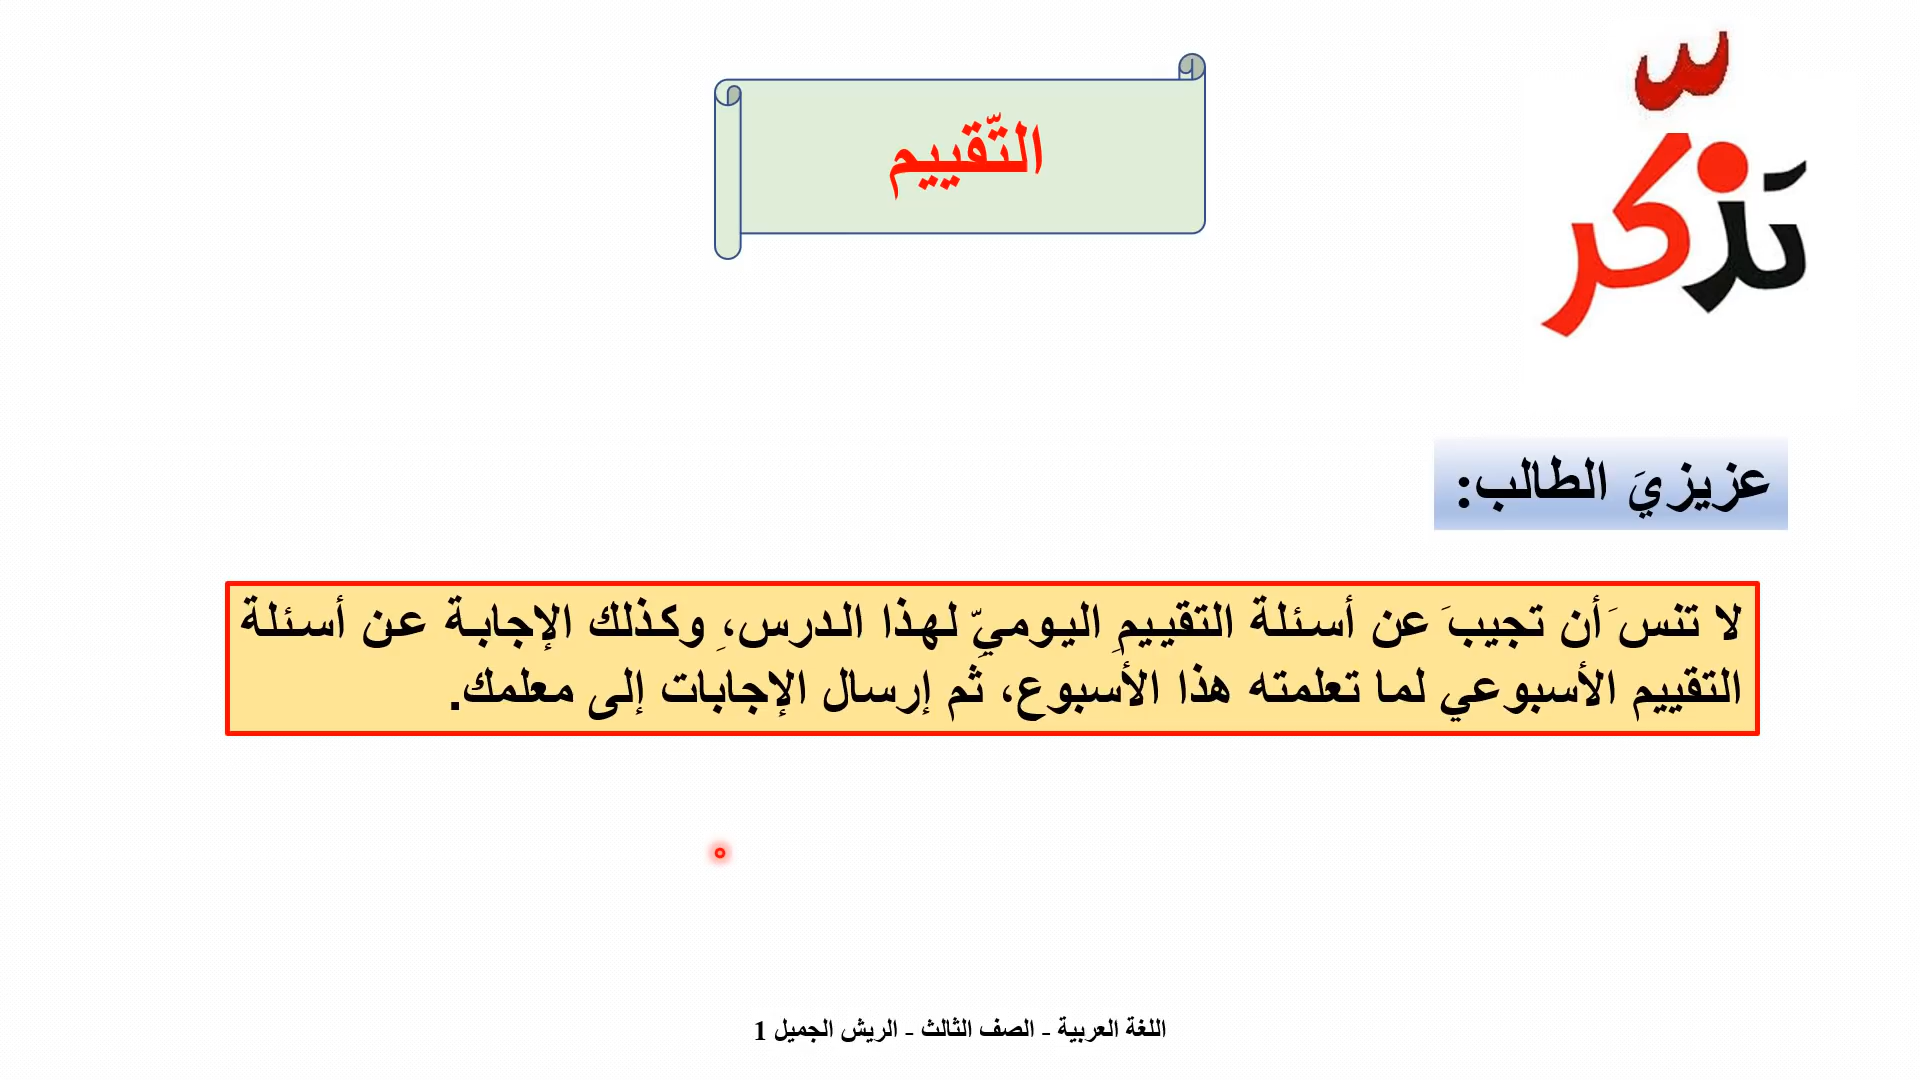 التّقييم
تذكّر
عزيزيَ الطالب:
لا تنسَ أن تجيبَ عن أسئلة التقييمِ اليوميِّ لهذا الدرسِ، وكذلك الإجابة عن أسئلة
التقييم الأسبوعي لما تعلمته هذا الأسبوع، ثم إرسال الإجابات إلى معلمك.
اللغة العربية - الصف الثالث - الريش الجميل 1